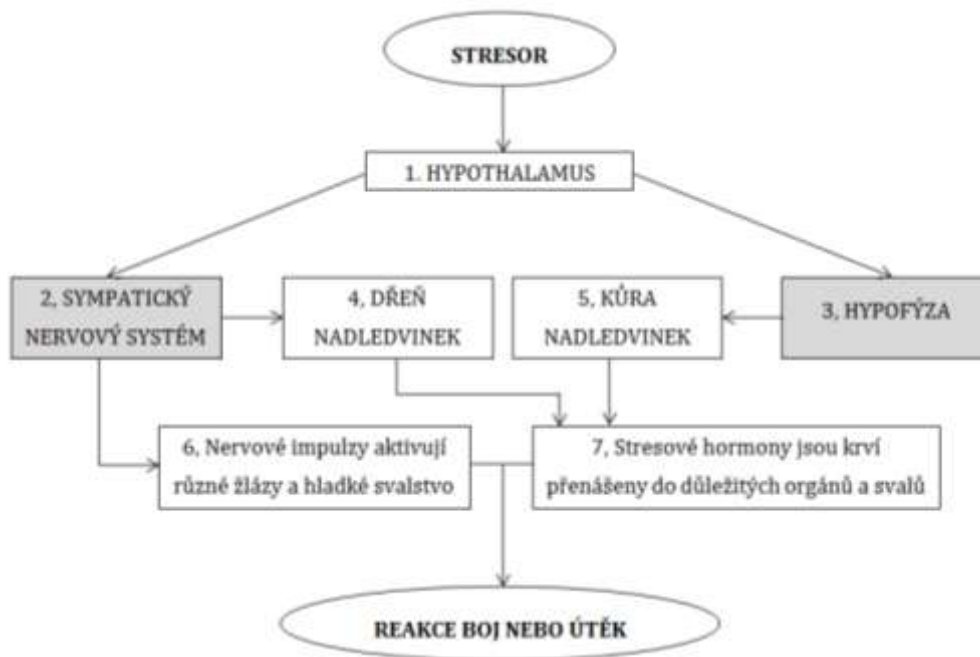 STRESOR
1. HYPOTHALAMUS
2, SYMPATICKÝ
NERVOVÝ SYSTÉM
4, DŘEŇ
NADLEDVINEK
5, KŮRA
NADLEDVINEK
3, HYPOFÝZA
6, Nervové impulzy aktivují
různé žlázy a hladké svalstvo
7, Stresové hormony jsou krví
přenášeny do důležitých orgánů a svalů
REAKCE BOJ NEBO ÚTĚK